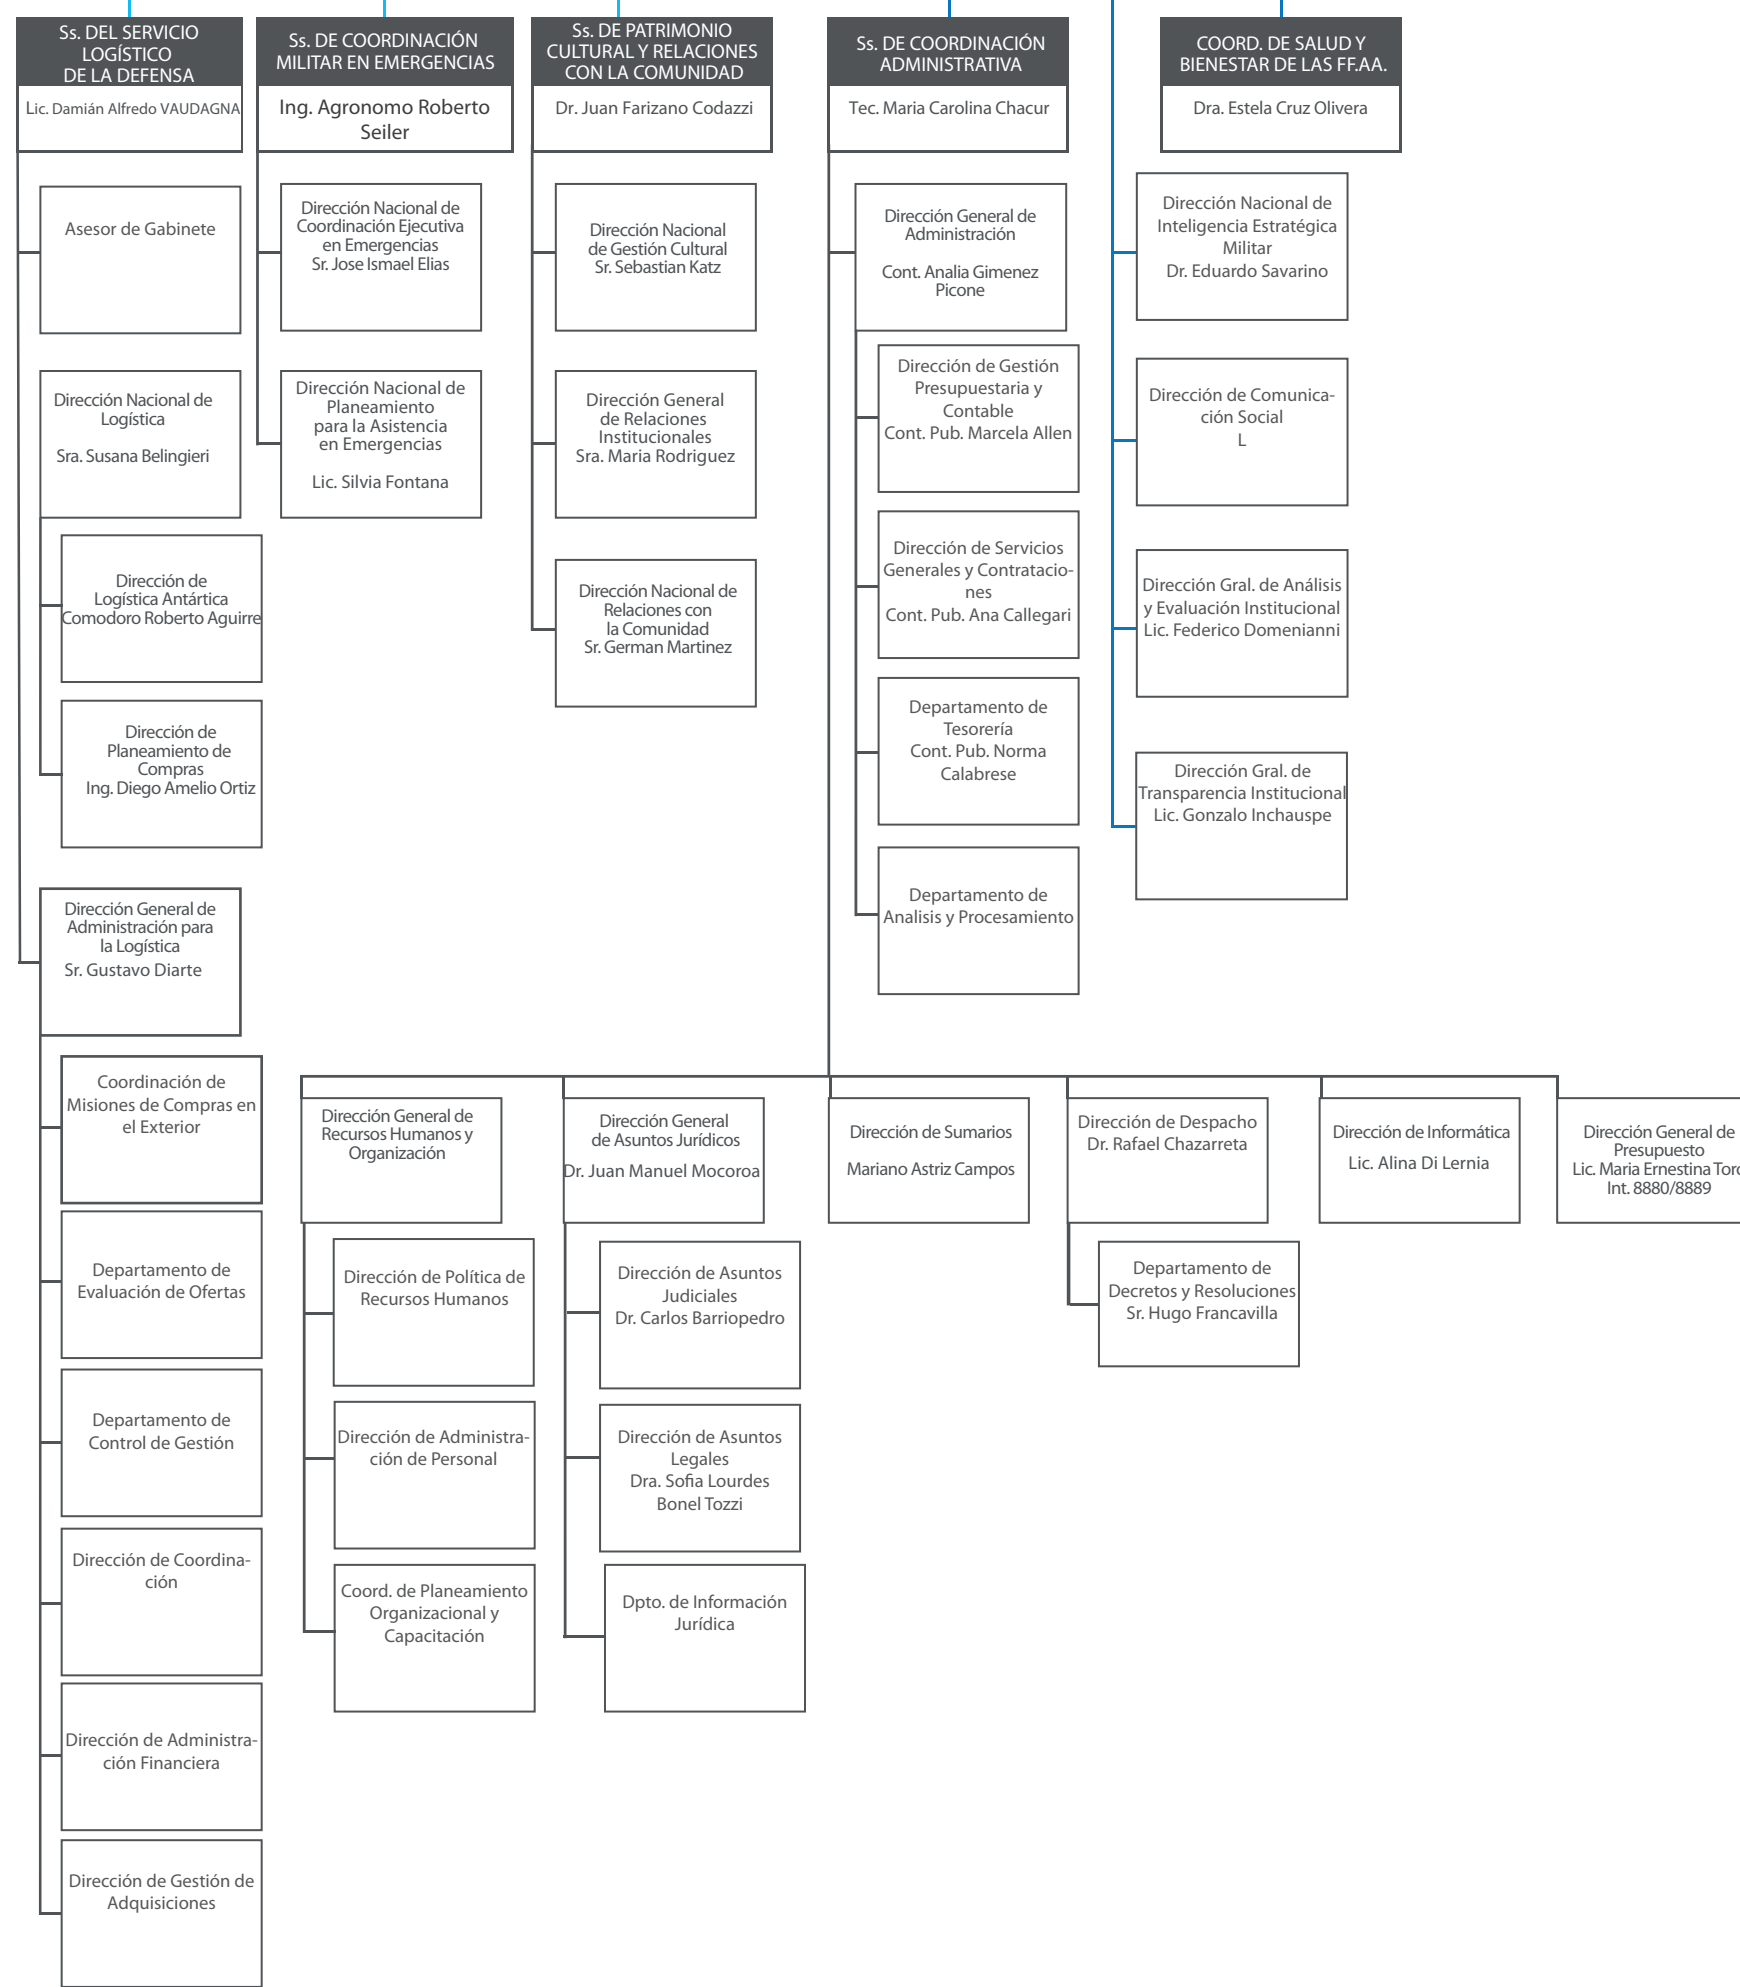 Ss. DEL SERVICIO
LOGÍSTICO
DE LA DEFENSA
Lic. Damián Alfredo VAUDAGNA
Asesor de Gabinete
Dirección Nacional de
Logística
Sra. Susana Belingieri
Dirección de
Logística Antártica
Comodoro Roberto Aguirre
Dirección de
Planeamiento de
Compras
Ing. Diego Amelio Ortiz
Dirección General de
Administración para
la Logística
Sr. Gustavo Diarte
Coordinación de
Misiones de Compras en
el Exterior
Departamento de
Evaluación de Ofertas
Departamento de
Control de Gestión
Dirección de Coordina-
ción
Dirección de Administra-
ción Financiera
Dirección de Gestión de
Adquisiciones
Ss. DE COORDINACIÓN
MILITAR EN EMERGENCIAS
Ing. Agronomo Roberto
Seiler
Dirección Nacional de
Coordinación Ejecutiva
en Emergencias
Sr. Jose Ismael Elias
Dirección Nacional de
Planeamiento
para la Asistencia
en Emergencias
Lic. Silvia Fontana
Ss. DE PATRIMONIO
CULTURAL Y RELACIONES
CON LA COMUNIDAD
Dr. Juan Farizano Codazzi
Dirección Nacional
de Gestión Cultural
Sr. Sebastian Katz
Dirección General
de Relaciones
Institucionales
Sra. Maria Rodriguez
Dirección Nacional de
Relaciones con
la Comunidad
Sr. German Martinez
Ss. DE COORDINACIÓN
ADMINISTRATIVA
Tec. Maria Carolina Chacur
Dirección General de
Administración
Cont. Analia Gimenez
Picone
Dirección de Gestión
Presupuestaria y
Contable
Cont. Pub. Marcela Allen
Dirección de Servicios
Generales y Contratacio-
nes
Cont. Pub. Ana Callegari
Departamento de
Tesorería
Cont. Pub. Norma
Calabrese
Departamento de
Analisis y Procesamiento
COORD. DE SALUD Y
BIENESTAR DE LAS FF.AA.
Dra. Estela Cruz Olivera
Dirección Nacional de
Inteligencia Estratégica
Militar
Dr. Eduardo Savarino
Dirección de Comunica-
ción Social
L
Dirección Gral. de Análisis
y Evaluación Institucional
Lic. Federico Domenianni
Dirección Gral. de
Transparencia Institucional
Lic. Gonzalo Inchauspe
Dirección General de
Recursos Humanos y
Organización
Dirección de Política de
Recursos Humanos
Dirección de Administra-
ción de Personal
Coord. de Planeamiento
Organizacional y
Capacitación
Dirección General
de Asuntos Jurídicos
Dr. Juan Manuel Mocoroa
Dirección de Asuntos
Judiciales
Dr. Carlos Barriopedro
Dirección de Asuntos
Legales
Dra. Sofia Lourdes
Bonel Tozzi
Dpto. de Información
Jurídica
Dirección de Sumarios
Mariano Astriz Campos
Dirección de Despacho
Dr. Rafael Chazarreta
Departamento de
Decretos y Resoluciones
Sr. Hugo Francavilla
Dirección de Informática
Lic. Alina Di Lernia
Dirección General de
Presupuesto
Lic. Maria Ernestina
Int. 8880/8889